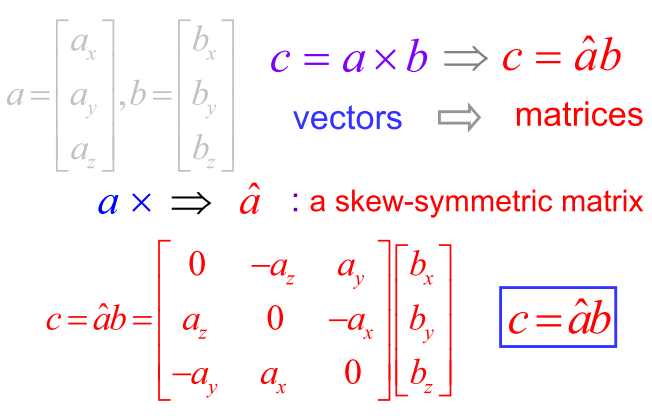 a = [a_x a_y a_z], b = [b_x b_y b_z]
c = a × b ⇒ c = âb
vectors ⇨ matrices
a × ⇒ â : a skew-symmetric matrix
c = âb = [0 −a_z a_y; a_z 0 −a_x; −a_y a_x 0] [b_x b_y b_z]
c = âb